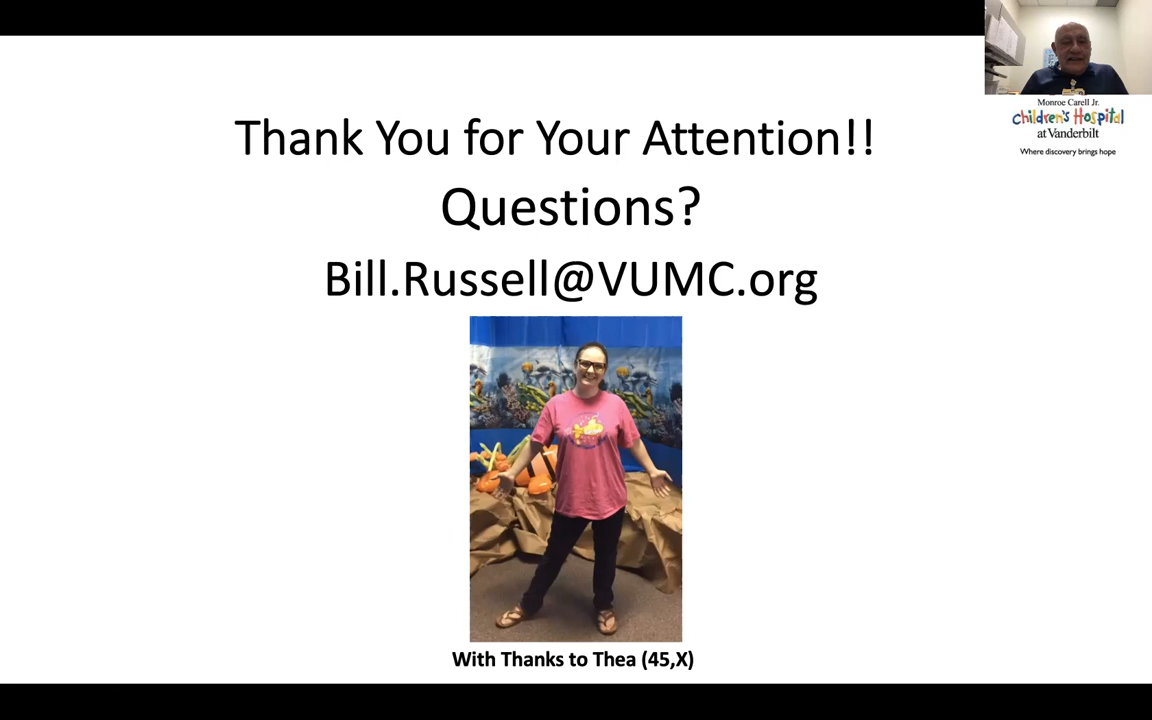 Thank You for Your Attention!!
Questions?
Bill.Russell@VUMC.org
With Thanks to Thea (45,X)
Monroe Carell Jr.
Children's Hospital
at Vanderbilt
Where discovery brings hope